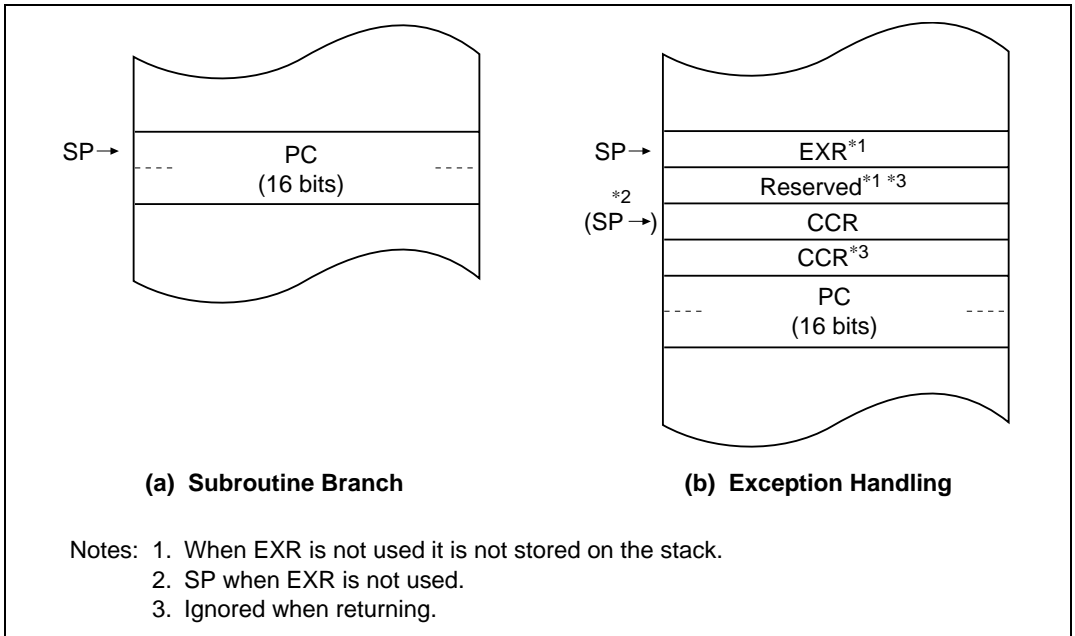 SP→
PC
(16 bits)
(a) Subroutine Branch
SP→
EXR*1
Reserved*1 *3
*2
(SP→)
CCR
CCR*3
PC
(16 bits)
(b) Exception Handling
Notes: 1. When EXR is not used it is not stored on the stack.
2. SP when EXR is not used.
3. Ignored when returning.